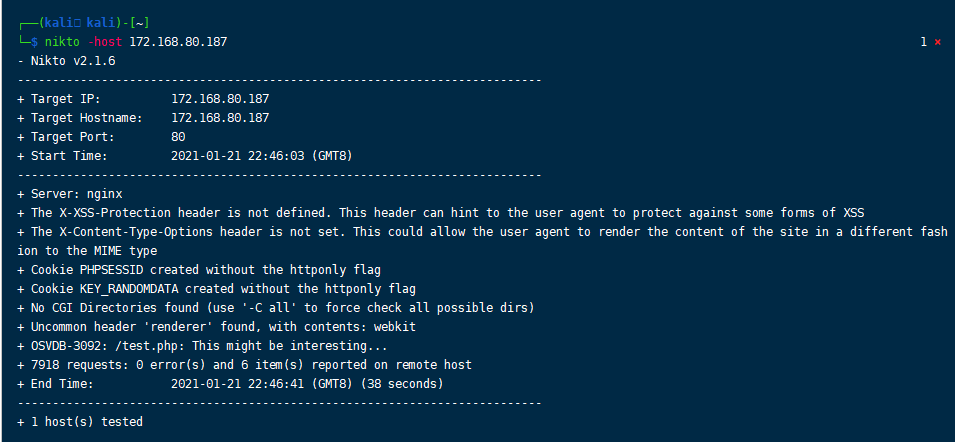 ┌──(kali㉿kali)-[~]
└─$ nikto -host 172.168.80.187 1 ×
- Nikto v2.1.6
---------------------------------------------------------------------------
+ Target IP: 172.168.80.187
+ Target Hostname: 172.168.80.187
+ Target Port: 80
+ Start Time: 2021-01-21 22:46:03 (GMT8)
---------------------------------------------------------------------------
+ Server: nginx
+ The X-XSS-Protection header is not defined. This header can hint to the user agent to protect against some forms of XSS
+ The X-Content-Type-Options header is not set. This could allow the user agent to render the content of the site in a different fash
ion to the MIME type
+ Cookie PHPSESSID created without the httponly flag
+ Cookie KEY_RANDOMDATA created without the httponly flag
+ No CGI Directories found (use '-C all' to force check all possible dirs)
+ Uncommon header 'renderer' found, with contents: webkit
+ OSVDB-3092: /test.php: This might be interesting...
+ 7918 requests: 0 error(s) and 6 item(s) reported on remote host
+ End Time: 2021-01-21 22:46:41 (GMT8) (38 seconds)
---------------------------------------------------------------------------
+ 1 host(s) tested